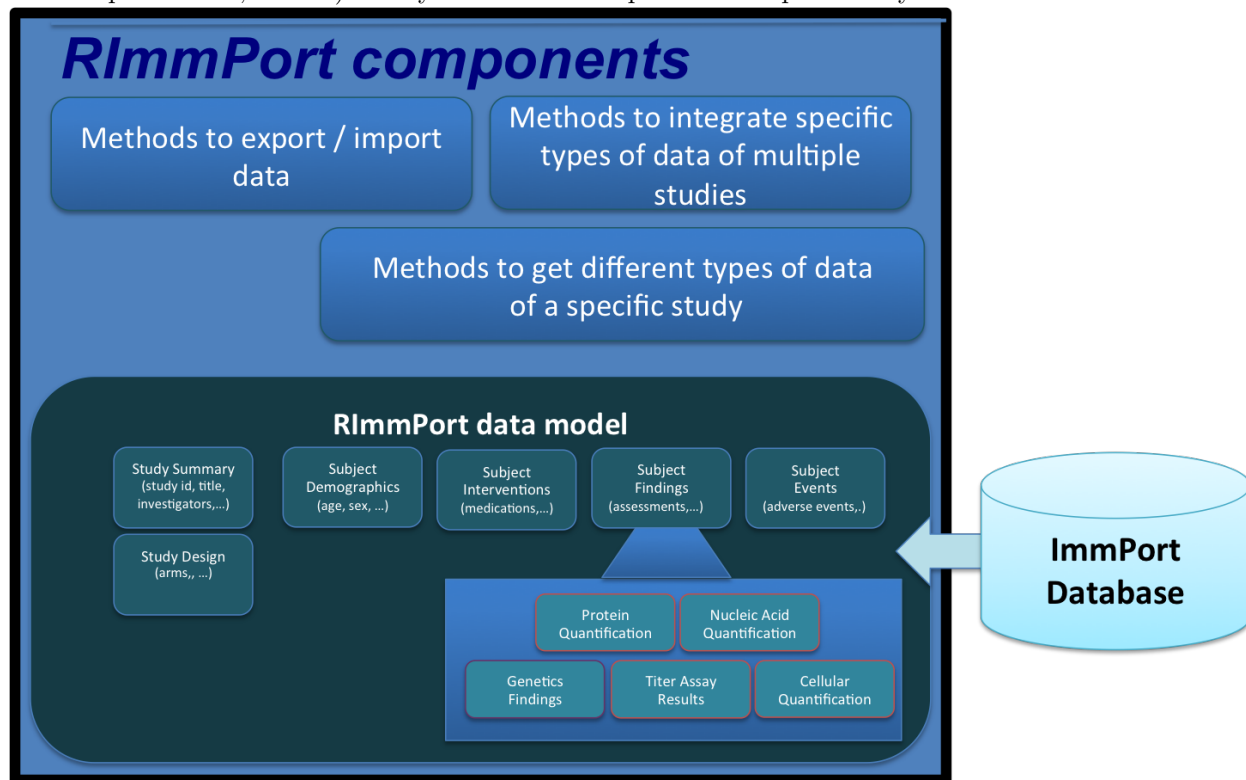 RImmPort components
Methods to export / import
data
Methods to integrate specific
types of data of multiple
studies
Methods to get different types of data
of a specific study
RImmPort data model
Study Summary
(study id, title,
investigators,...)
Subject
Demographics
(age, sex, ...)
Subject
Interventions
(medications,...)
Subject
Findings
(assessments,...)
Subject
Events
(adverse events,.)
Study Design
(arms,, ...)
Protein
Quantification
Nucleic Acid
Quantification
Genetics
Findings
Titer Assay
Results
Cellular
Quantification
ImmPort
Database